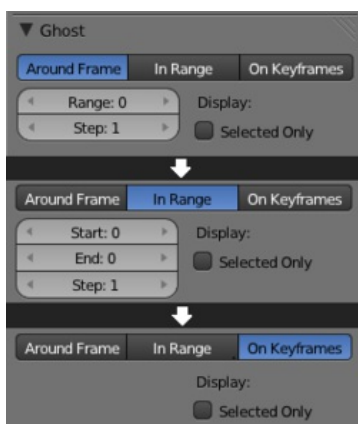 Ghost
Around Frame In Range On Keyframes
Range: 0 Display:
Step: 1 Selected Only
Around Frame In Range On Keyframes
Start: 0 Display:
End: 0 Selected Only
Step: 1
Around Frame In Range On Keyframes
Display:
Selected Only